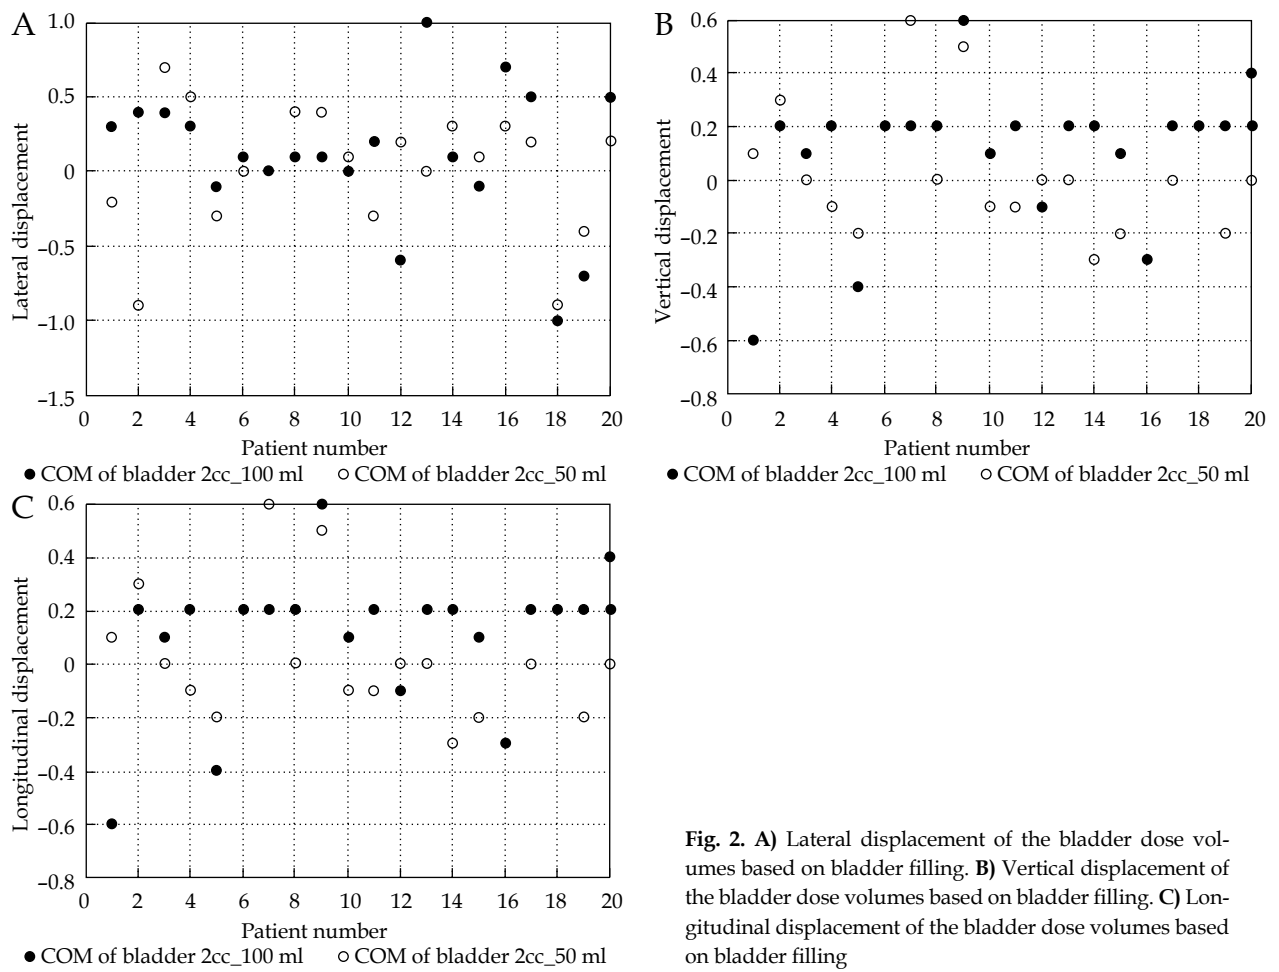 A
1.0
0.5
0
–0.5
–1.0
–1.5
Lateral displacement
0 2 4 6 8 10 12 14 16 18 20
Patient number
COM of bladder 2cc_100 ml COM of bladder 2cc_50 ml
B
0.6
0.4
0.2
0
–0.2
–0.4
–0.6
–0.8
Vertical displacement
0 2 4 6 8 10 12 14 16 18 20
Patient number
COM of bladder 2cc_100 ml COM of bladder 2cc_50 ml
C
0.6
0.4
0.2
0
–0.2
–0.4
–0.6
–0.8
Longitudinal displacement
0 2 4 6 8 10 12 14 16 18 20
Patient number
COM of bladder 2cc_100 ml COM of bladder 2cc_50 ml
Fig. 2. A) Lateral displacement of the bladder dose vol-
umes based on bladder filling. B) Vertical displacement of
the bladder dose volumes based on bladder filling. C) Lon-
gitudinal displacement of the bladder dose volumes based
on bladder filling